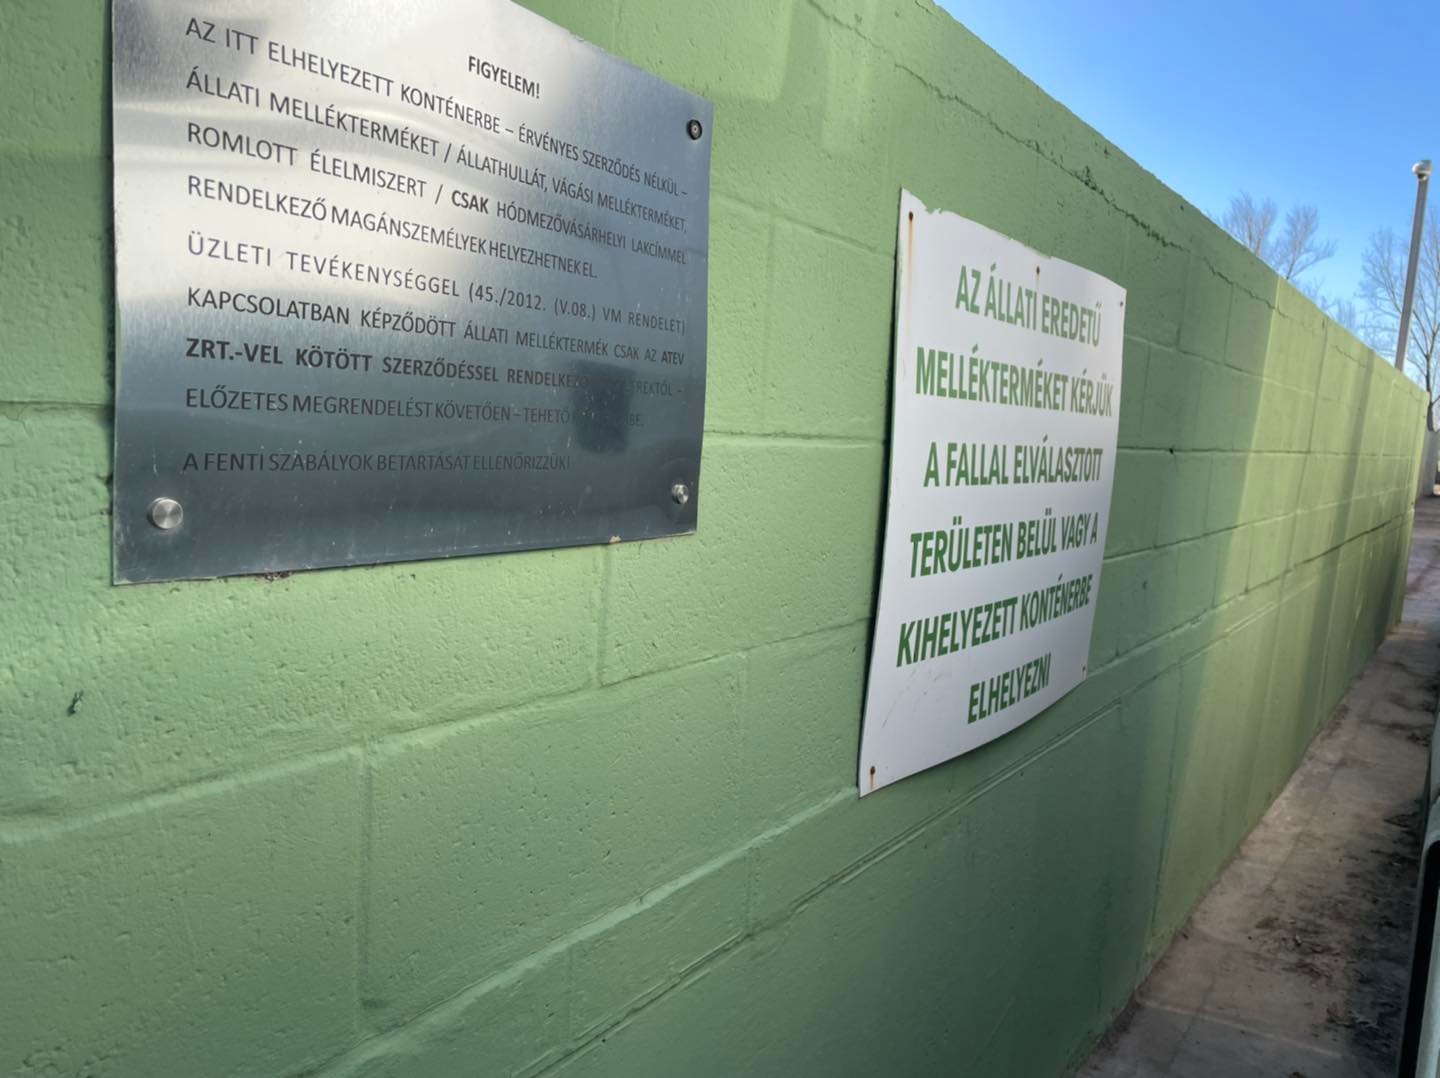 FIGYELEM!
AZ ITT ELHELYEZETT KONTÉNERBE – ÉRVÉNYES SZERZŐDÉS NÉLKÜL –
ÁLLATI MELLÉKTERMÉKET / ÁLLATHULLÁT, VÁGÁSI MELLÉKTERMÉKET,
ROMLOTT ÉLELMISZERT / CSAK HÓDMEZŐVÁSÁRHELYI LAKCÍMMEL
RENDELKEZŐ MAGÁNSZEMÉLYEK HELYEZHETNEK EL.
ÜZLETI TEVÉKENYSÉGGEL (45./2012. (V.08.) VM RENDELET)
KAPCSOLATBAN KÉPZŐDÖTT ÁLLATI MELLÉKTERMÉK CSAK AZ ATEV
ZRT.-VEL KÖTÖTT SZERZŐDÉSSEL RENDELKEZŐ
ELŐZETES MEGRENDELÉST KÖVETŐEN – TEHETŐ
A FENTI SZABÁLYOK BETARTÁSÁT ELLENŐRIZZÜK!
AZ ÁLLATI EREDETŰ
MELLÉKTERMÉKET KÉRJÜK
A FALLAL ELVÁLASZTOTT
TERÜLETEN BELÜL VAGY A
KIHELYEZETT KONTÉNERBE
ELHELYEZNI